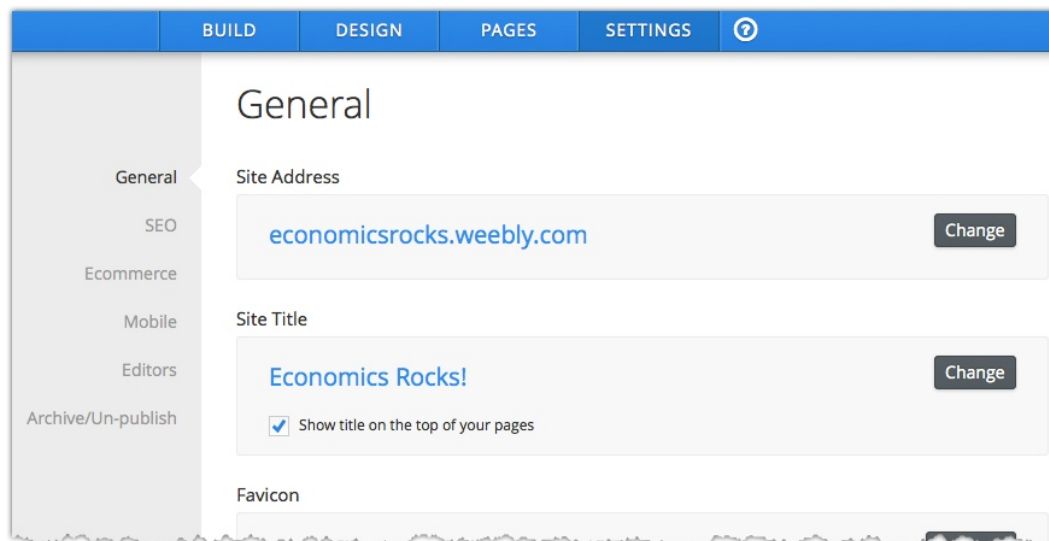 BUILD DESIGN PAGES SETTINGS ?
General
General
SEO
Ecommerce
Mobile
Editors
Archive/Un-publish
Site Address
economicsrocks.weebly.com Change
Site Title
Economics Rocks! Change
Show title on the top of your pages
Favicon